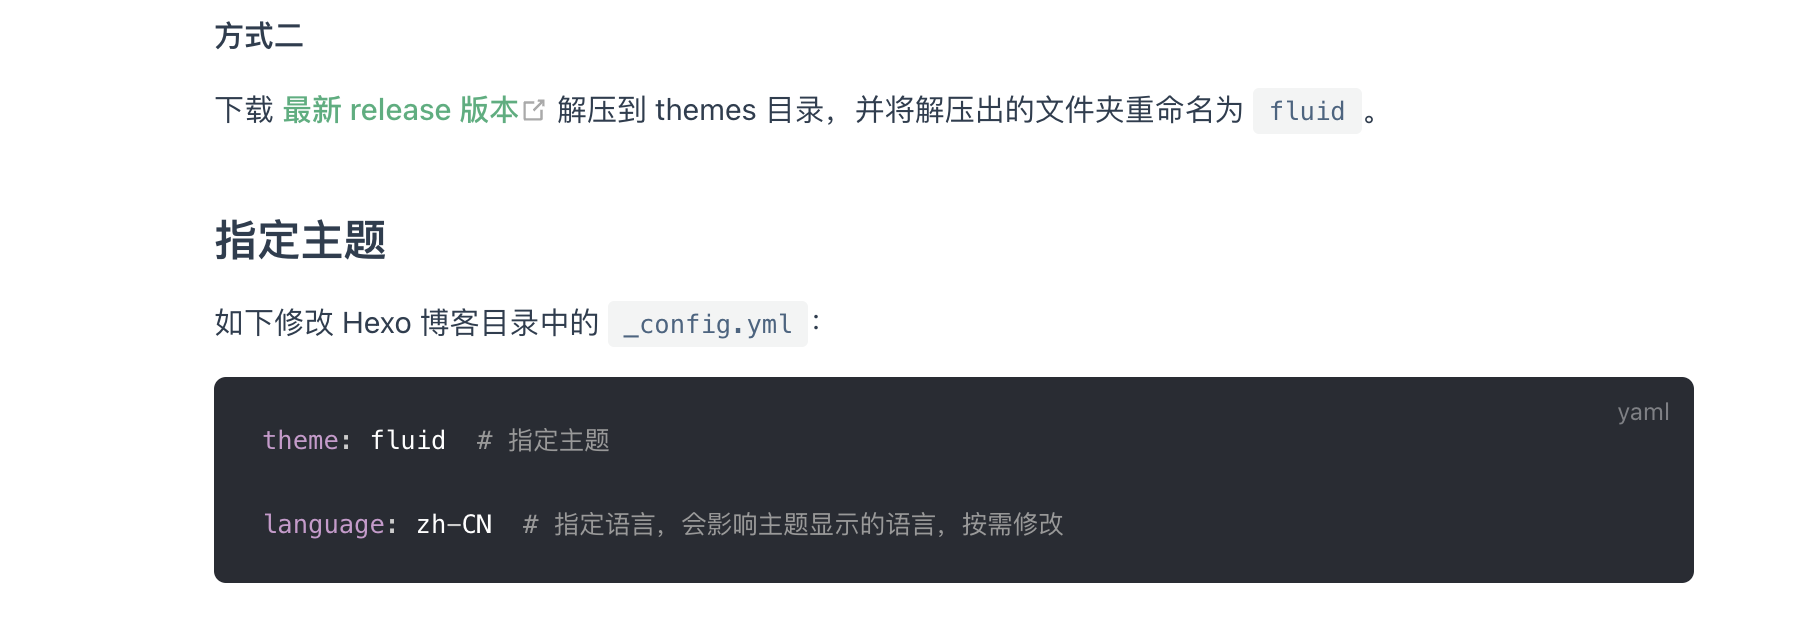 方式二
下载 最新 release 版本 解压到 themes 目录，并将解压出的文件夹重命名为 fluid。
指定主题
如下修改 Hexo 博客目录中的 _config.yml：
yaml
theme: fluid  # 指定主题
language: zh-CN  # 指定语言，会影响主题显示的语言，按需修改